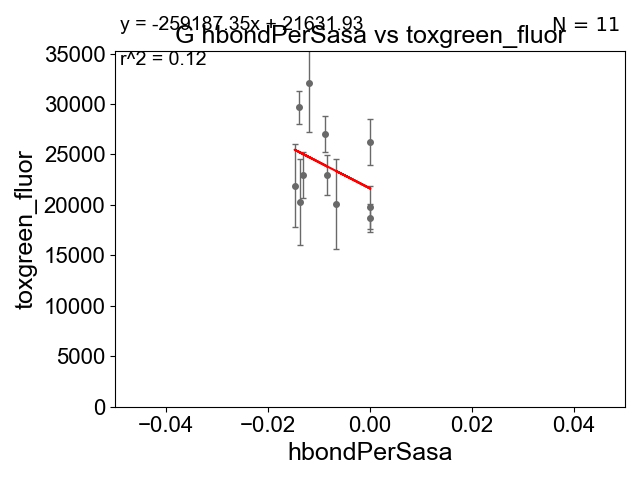 y = -259187.35x + 21631.93
N = 11
G hbondPerSasa vs toxgreen_fluor
r^2 = 0.12
35000
30000
25000
20000
15000
10000
5000
0
toxgreen_fluor
−0.04 −0.02 0.00 0.02 0.04
hbondPerSasa